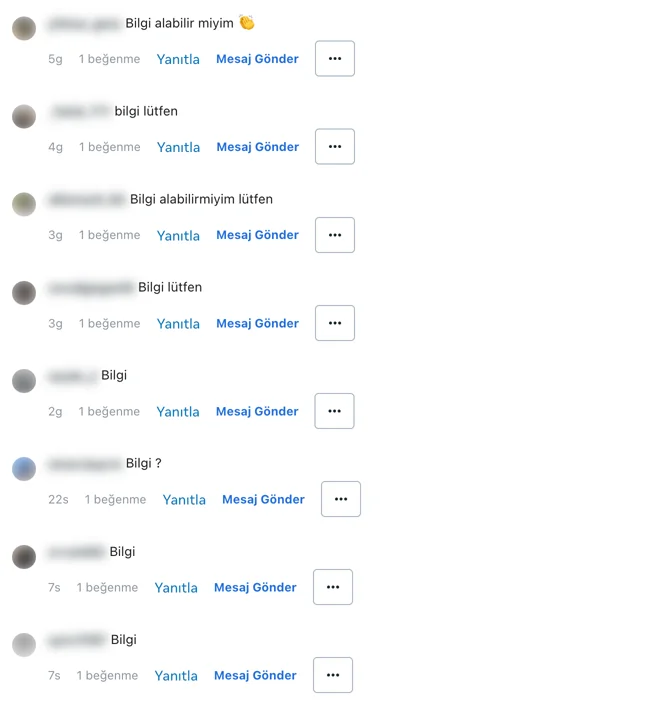 Bilgi alabilir miyim 👏
5g 1 beğenme Yanıtla Mesaj Gönder ...
bilgi lütfen
4g 1 beğenme Yanıtla Mesaj Gönder ...
Bilgi alabilirmiyim lütfen
3g 1 beğenme Yanıtla Mesaj Gönder ...
Bilgi lütfen
3g 1 beğenme Yanıtla Mesaj Gönder ...
Bilgi
2g 1 beğenme Yanıtla Mesaj Gönder ...
Bilgi ?
22s 1 beğenme Yanıtla Mesaj Gönder ...
Bilgi
7s 1 beğenme Yanıtla Mesaj Gönder ...
Bilgi
7s 1 beğenme Yanıtla Mesaj Gönder ...